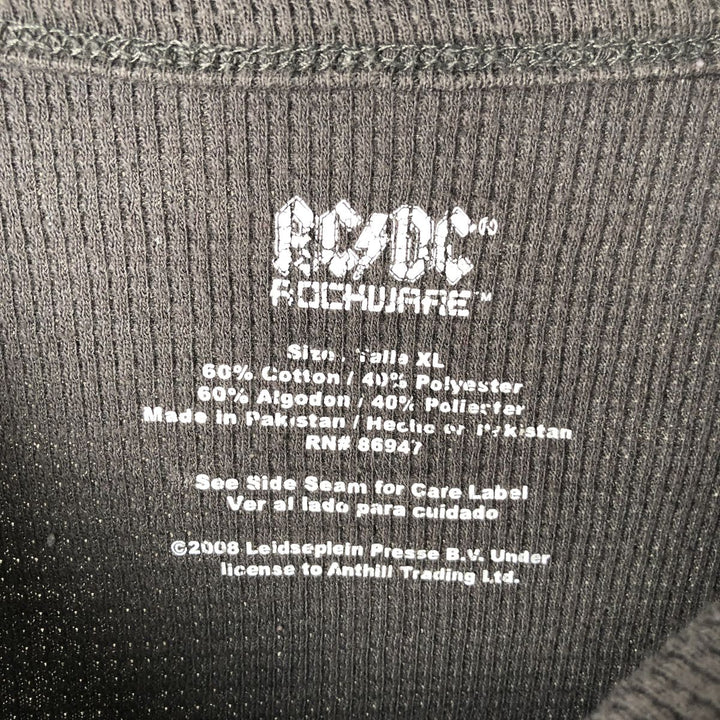 AC/DC®
ROCKWARE™
Size / Talla XL
60% Cotton / 40% Polyester
60% Algodon / 40% Poliester
Made in Pakistan / Hecho en Pakistan
RN# 86947
See Side Seam for Care Label
Ver al lado para cuidado
©2008 Leidseplein Presse B.V. Under
license to Anthill Trading Ltd.